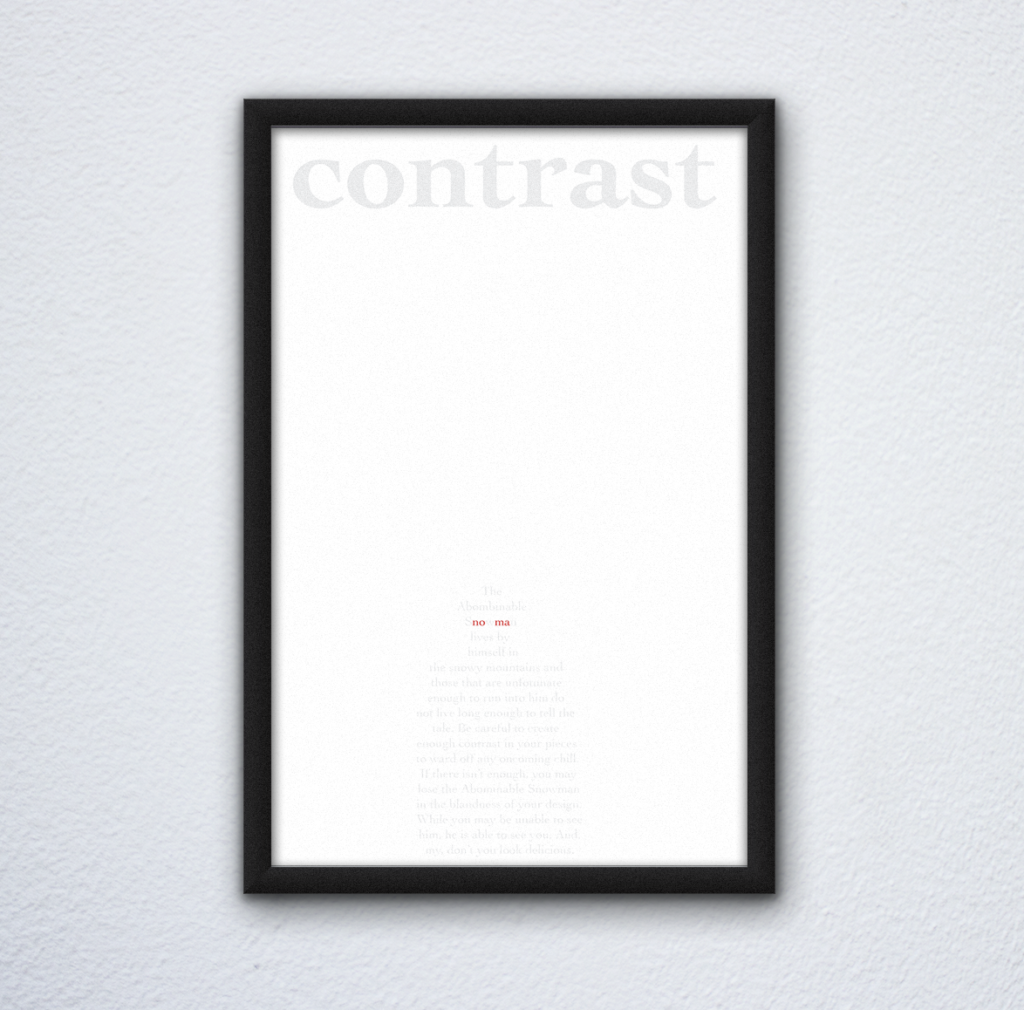 contrast
The
Abominable
Snowman
lives by
himself in
the snowy mountains and
those that are unfortunate
enough to run into him do
not live long enough to tell the
tale. Be careful to create
enough contrast in your pieces
to ward off any oncoming chill.
If there isn't enough, you may
lose the Abominable Snowman
in the blandness of your design.
While you may be unable to see
him, he is able to see you. And,
my, don't you look delicious.